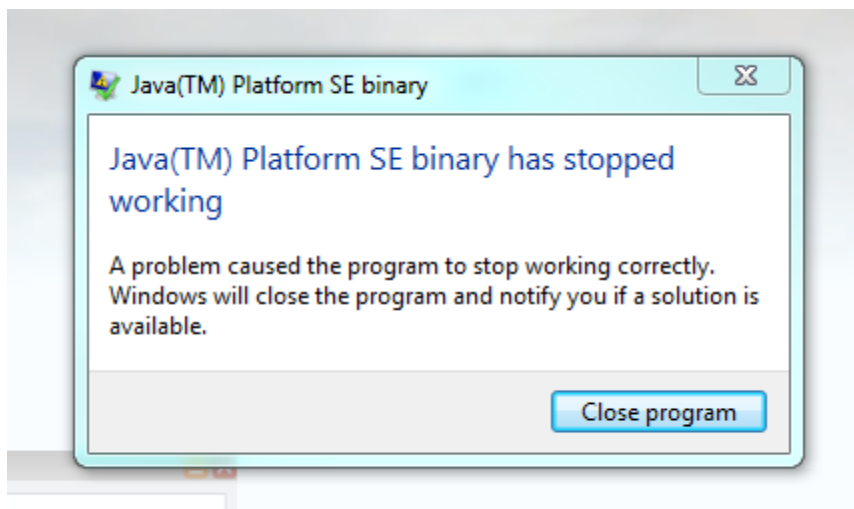 Java(TM) Platform SE binary
Java(TM) Platform SE binary has stopped
working
A problem caused the program to stop working correctly.
Windows will close the program and notify you if a solution is
available.
Close program